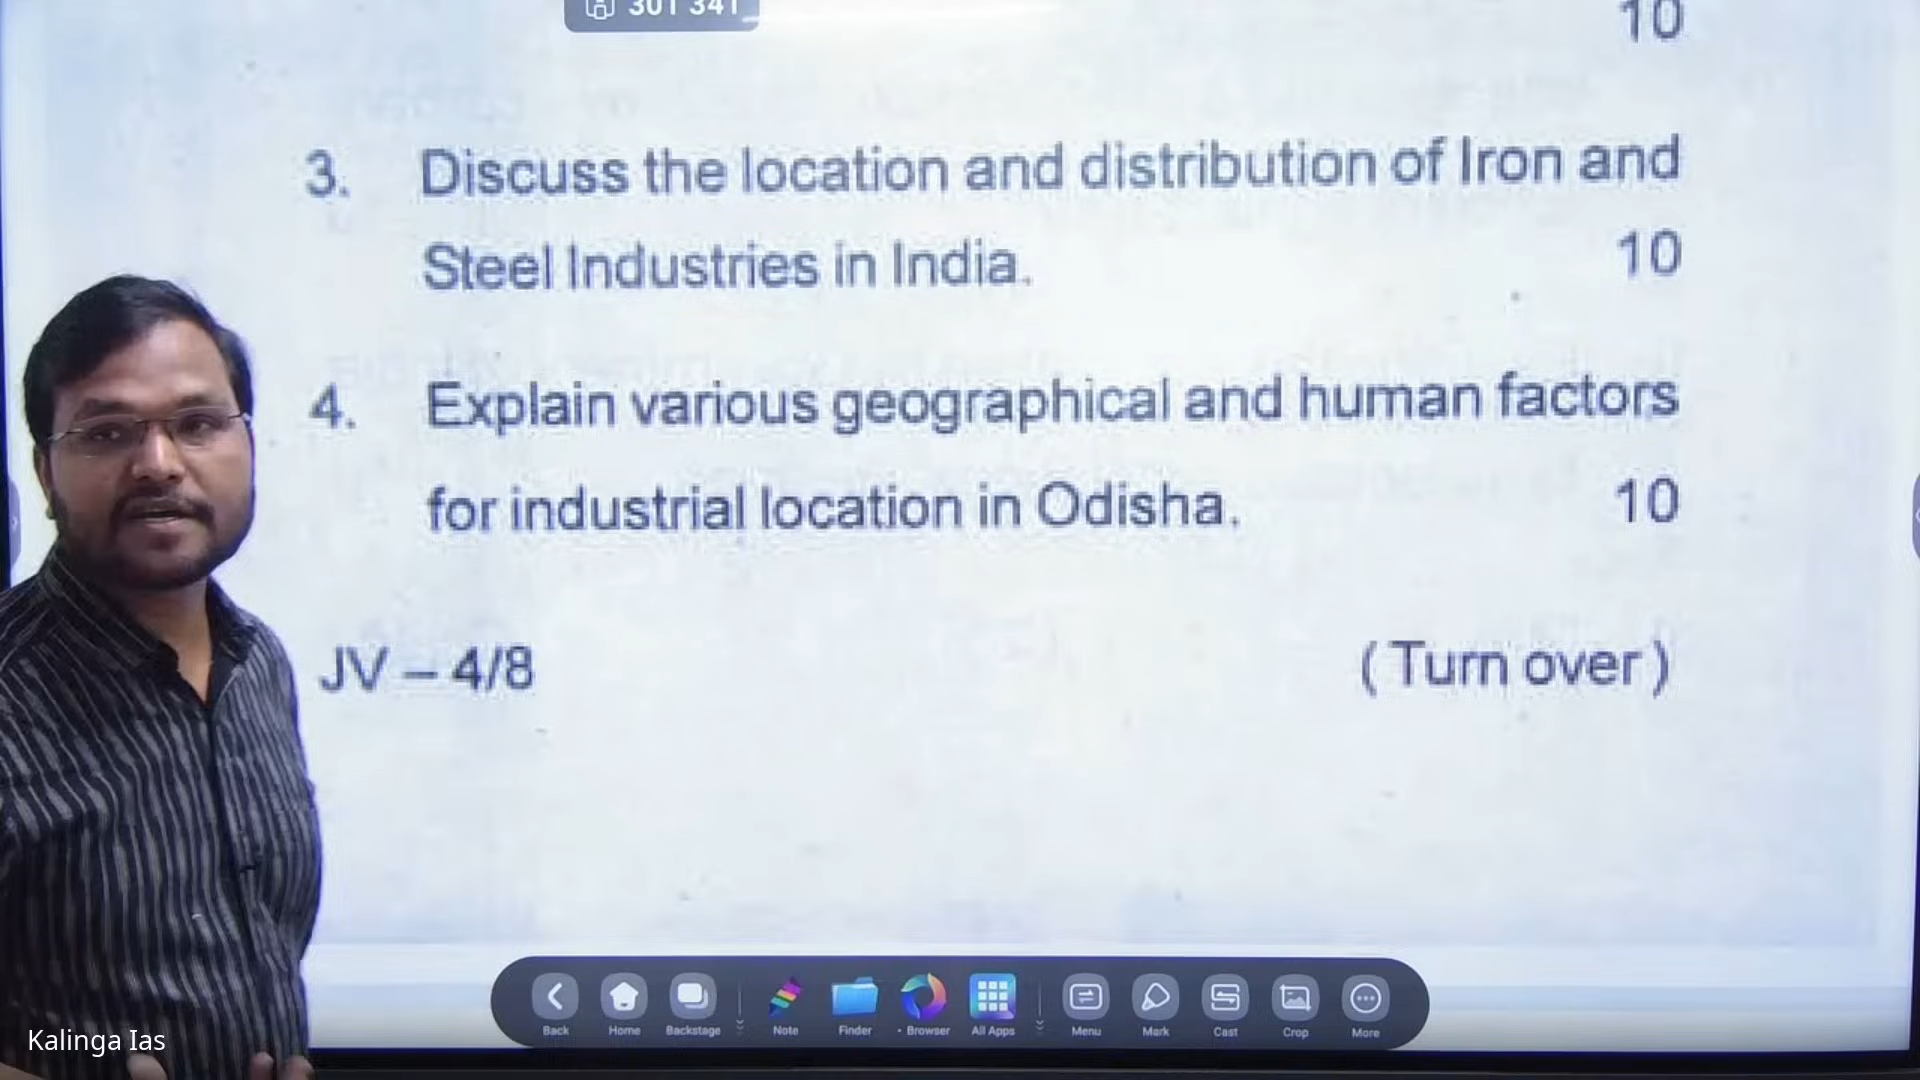 301 341
10
3. Discuss the location and distribution of Iron and
Steel Industries in India. 10
4. Explain various geographical and human factors
for industrial location in Odisha. 10
JV – 4/8 ( Turn over )
Back Home Backstage Note Finder Browser All Apps Menu Mark Cast Crop More
Kalinga Ias